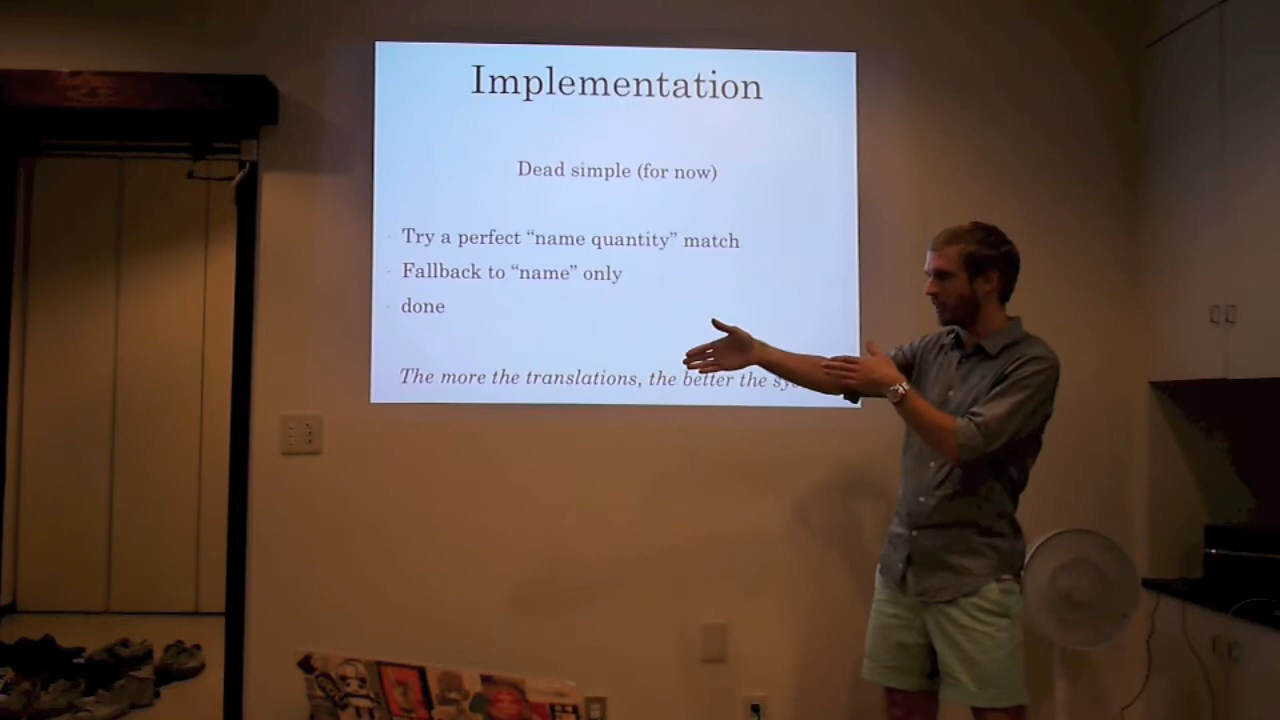 Implementation
Dead simple (for now)
Try a perfect “name quantity” match
Fallback to “name” only
done
The more the translations, the better the